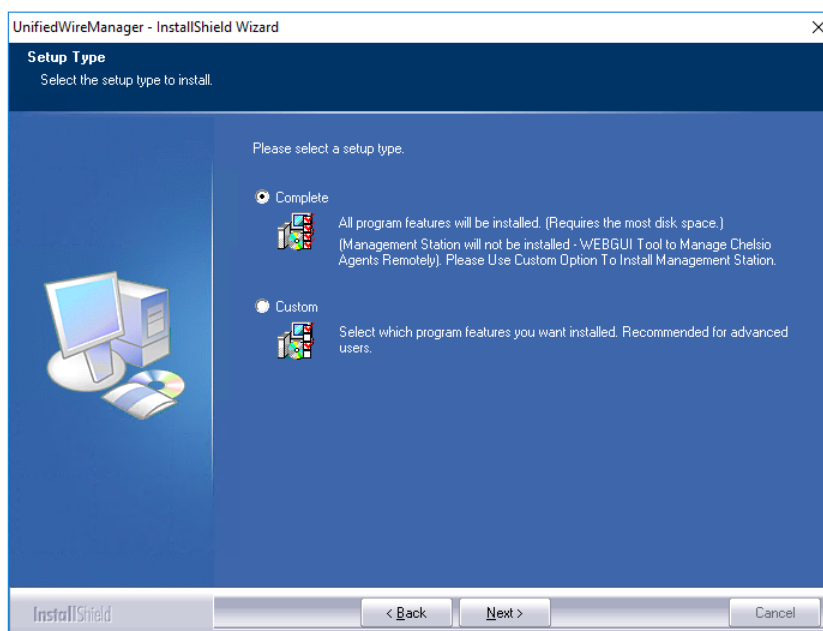 UnifiedWireManager - InstallShield Wizard
Setup Type
Select the setup type to install.
Please select a setup type.
Complete
All program features will be installed. (Requires the most disk space.)
(Management Station will not be installed - WEBGUI Tool to Manage Chelsio
Agents Remotely). Please Use Custom Option To Install Management Station.
Custom
Select which program features you want installed. Recommended for advanced
users.
InstallShield
< Back
Next >
Cancel